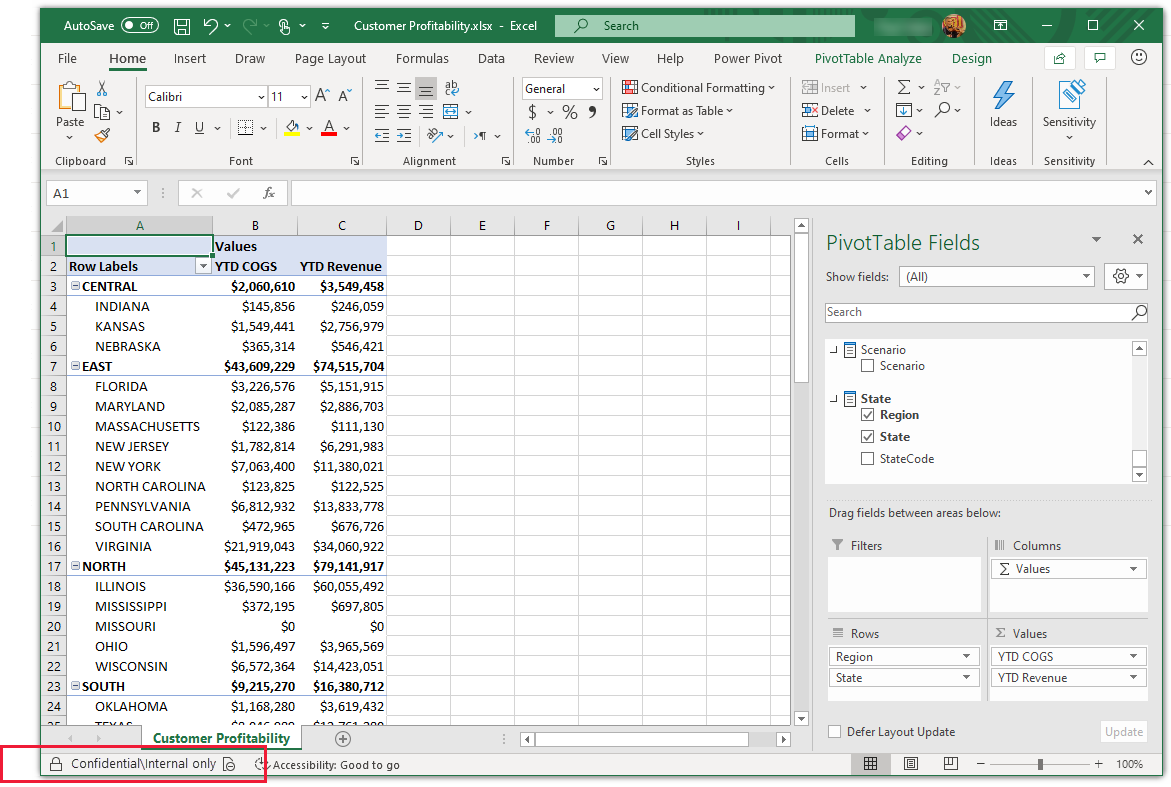 AutoSave Off Customer Profitability.xlsx - Excel Search
File Home Insert Draw Page Layout Formulas Data Review View Help Power Pivot PivotTable Analyze Design
Paste
Calibri 11 A A
B I U A
ab
General
$ % 9
.00 .00
Conditional Formatting
Format as Table
Cell Styles
Insert
Delete
Format
Ideas
Sensitivity
Clipboard Font Alignment Number Styles Cells Editing Ideas Sensitivity
A1 fx
A B C D E F G H I
1 Values
2 Row Labels YTD COGS YTD Revenue
3 CENTRAL $2,060,610 $3,549,458
4 INDIANA $145,856 $246,059
5 KANSAS $1,549,441 $2,756,979
6 NEBRASKA $365,314 $546,421
7 EAST $43,609,229 $74,515,704
8 FLORIDA $3,226,576 $5,151,915
9 MARYLAND $2,085,287 $2,886,703
10 MASSACHUSETTS $122,386 $111,130
11 NEW JERSEY $1,782,814 $6,291,983
12 NEW YORK $7,063,400 $11,380,021
13 NORTH CAROLINA $123,825 $122,525
14 PENNSYLVANIA $6,812,932 $13,833,778
15 SOUTH CAROLINA $472,965 $676,726
16 VIRGINIA $21,919,043 $34,060,922
17 NORTH $45,131,223 $79,141,917
18 ILLINOIS $36,590,166 $60,055,492
19 MISSISSIPPI $372,195 $697,805
20 MISSOURI $0 $0
21 OHIO $1,596,497 $3,965,569
22 WISCONSIN $6,572,364 $14,423,051
23 SOUTH $9,215,270 $16,380,712
24 OKLAHOMA $1,168,280 $3,619,432
PivotTable Fields
Show fields: (All)
Search
Scenario
Scenario
State
Region
State
StateCode
Drag fields between areas below:
Filters Columns
Σ Values
Rows Σ Values
Region YTD COGS
State YTD Revenue
Defer Layout Update Update
Customer Profitability
Confidential\Internal only Accessibility: Good to go 100%